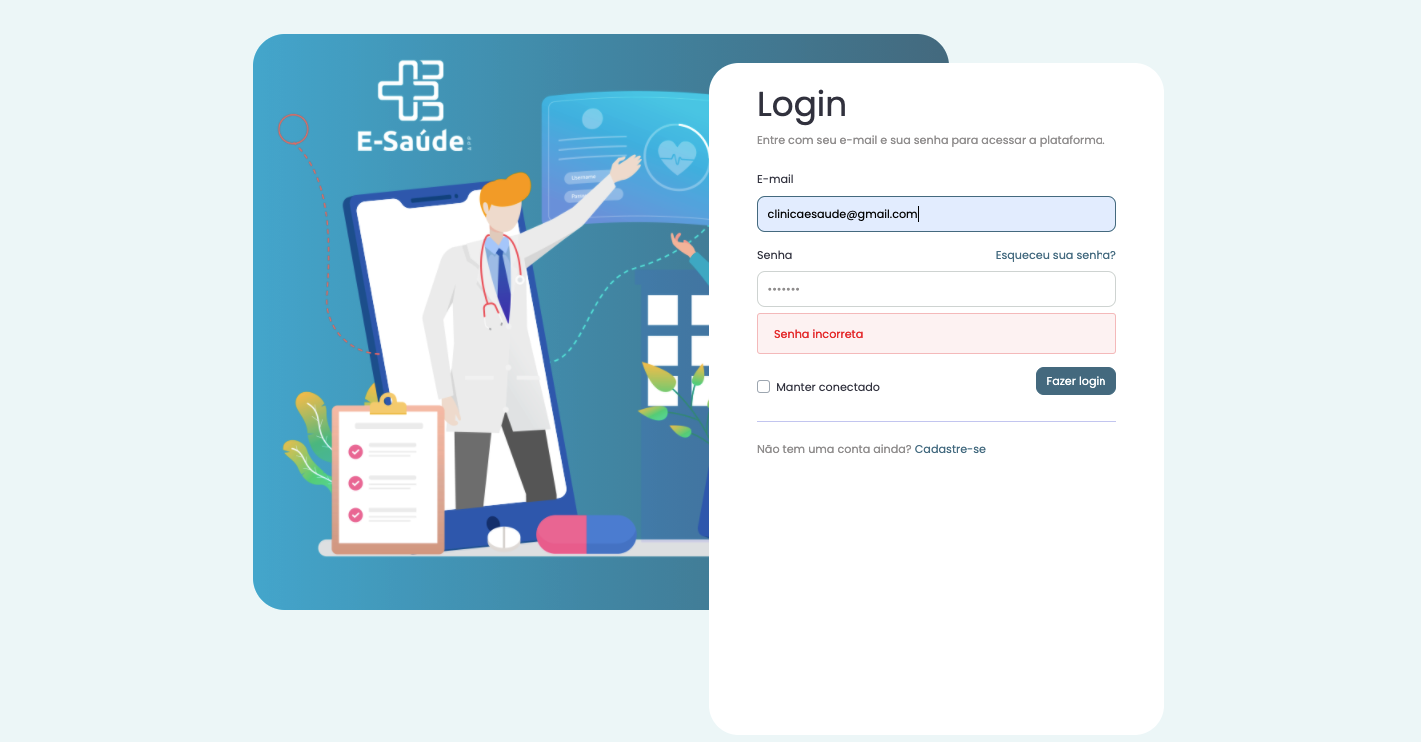 E-Saúde
Username
Login
Entre com seu e-mail e sua senha para acessar a plataforma.
E-mail
clinicaesaude@gmail.com
Senha
Esqueceu sua senha?
•••••••
Senha incorreta
Manter conectado
Fazer login
Não tem uma conta ainda? Cadastre-se